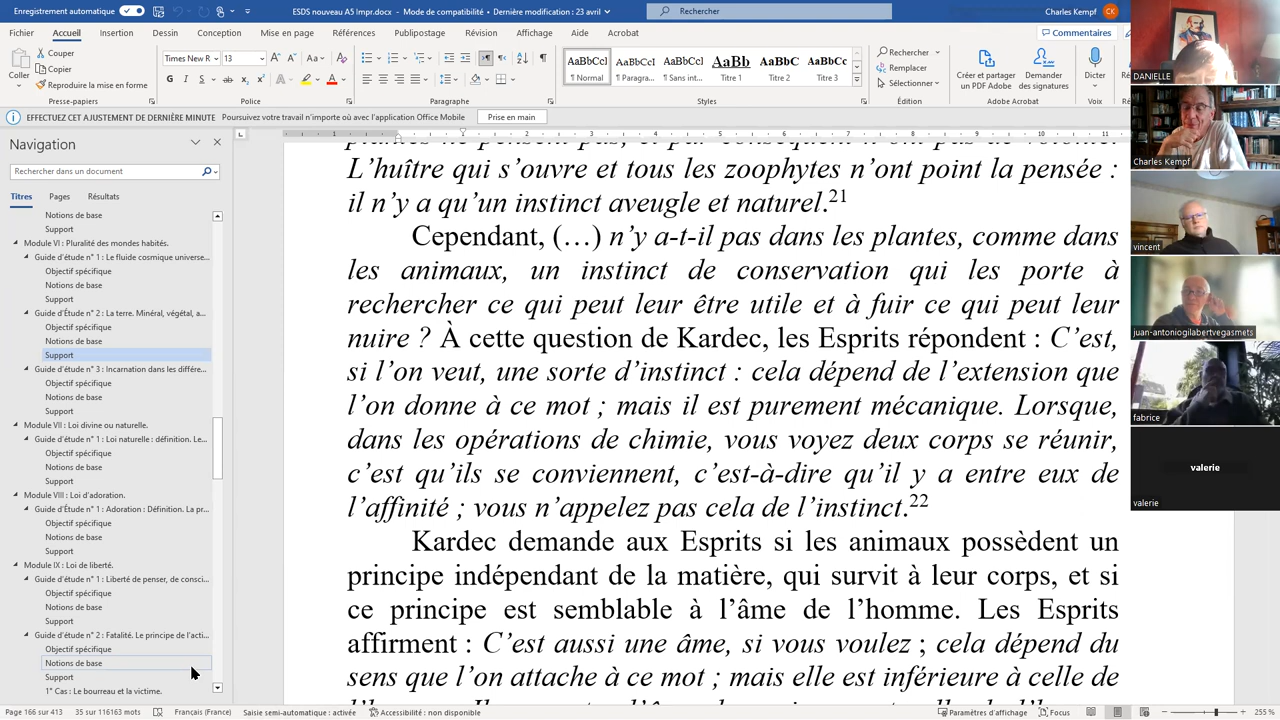 Enregistrement automatique
ESDS nouveau A5 Impr.docx - Mode de compatibilité • Dernière modification : 23 avril
Rechercher
Charles Kempf
CK
Fichier
Accueil
Insertion
Dessin
Conception
Mise en page
Références
Publipostage
Révision
Affichage
Aide
Acrobat
Commentaires
Coller
Couper
Copier
Reproduire la mise en forme
Presse-papiers
Times New R
13
Police
Paragraphe
AaBbCcI
¶ Normal
AaBbCcI
¶ Paragra...
AaBbCcI
¶ Sans int...
AaBb
Titre 1
AaBbC
Titre 2
AaBbCc
Titre 3
Styles
Rechercher
Remplacer
Sélectionner
Édition
Créer et partager un PDF Adobe
Demander des signatures
Adobe Acrobat
Dicter
Voix
EFFECTUEZ CET AJUSTEMENT DE DERNIÈRE MINUTE Poursuivez votre travail n'importe où avec l'application Office Mobile
Prise en main
Navigation
Rechercher dans un document
Titres
Pages
Résultats
Notions de base
Support
Module VI : Pluralité des mondes habités.
Guide d'étude n° 1 : Le fluide cosmique universe...
Objectif spécifique
Notions de base
Support
Guide d'Étude n° 2 : La terre. Minéral, végétal, a...
Objectif spécifique
Notions de base
Support
Guide d'étude n° 3 : Incarnation dans les différe...
Objectif spécifique
Notions de base
Support
Module VII : Loi divine ou naturelle.
Guide d'étude n° 1 : Loi naturelle : définition. Le...
Objectif spécifique
Notions de base
Module VIII : Loi d'adoration.
Guide d'Étude n° 1 : Adoration : Définition. La pr...
Objectif spécifique
Notions de base
Support
Module IX : Loi de liberté.
Guide d'étude n° 1 : Liberté de penser, de consci...
Objectif spécifique
Notions de base
Support
Guide d'étude n° 2 : Fatalité. Le principe de l'acti...
Objectif spécifique
Notions de base
Support
1° Cas : Le bourreau et la victime.
plantes ne pensent pas, et par conséquent n'ont pas de volonté.
L'huître qui s'ouvre et tous les zoophytes n'ont point la pensée :
il n'y a qu'un instinct aveugle et naturel.21
Cependant, (…) n'y a-t-il pas dans les plantes, comme dans
les animaux, un instinct de conservation qui les porte à
rechercher ce qui peut leur être utile et à fuir ce qui peut leur
nuire ? À cette question de Kardec, les Esprits répondent : C'est,
si l'on veut, une sorte d'instinct : cela dépend de l'extension que
l'on donne à ce mot ; mais il est purement mécanique. Lorsque,
dans les opérations de chimie, vous voyez deux corps se réunir,
c'est qu'ils se conviennent, c'est-à-dire qu'il y a entre eux de
l'affinité ; vous n'appelez pas cela de l'instinct.22
Kardec demande aux Esprits si les animaux possèdent un
principe indépendant de la matière, qui survit à leur corps, et si
ce principe est semblable à l'âme de l'homme. Les Esprits
affirment : C'est aussi une âme, si vous voulez ; cela dépend du
sens que l'on attache à ce mot ; mais elle est inférieure à celle de
DANIELLE
Charles Kempf
vincent
juan-antoniogilabertvegasmets
fabrice
valerie
valerie
Page 166 sur 413
35 sur 116163 mots
Français (France)
Saisie semi-automatique : activée
Accessibilité : non disponible
Paramètres d'affichage
Focus
255 %